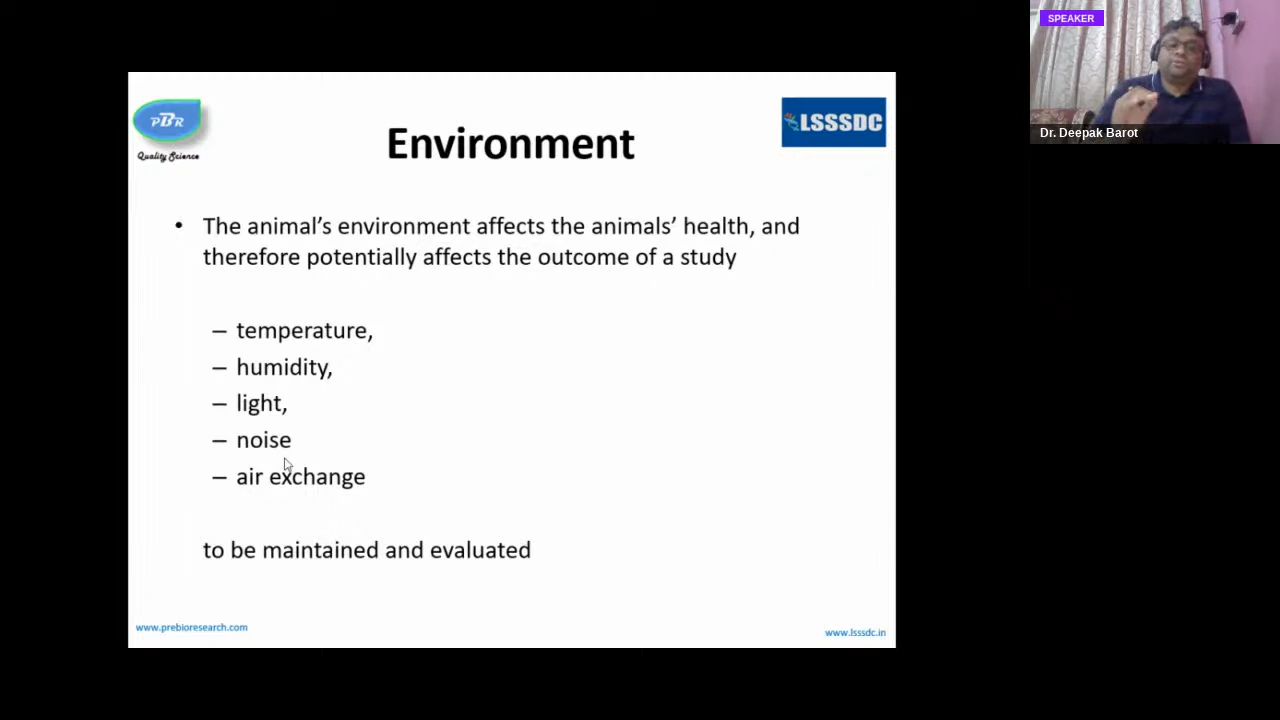 SPEAKER
Dr. Deepak Barot
PBR
Quality Science
LSSSDC
Environment
• The animal’s environment affects the animals’ health, and
therefore potentially affects the outcome of a study
– temperature,
– humidity,
– light,
– noise
– air exchange
to be maintained and evaluated
www.prebioresearch.com
www.lsssdc.in